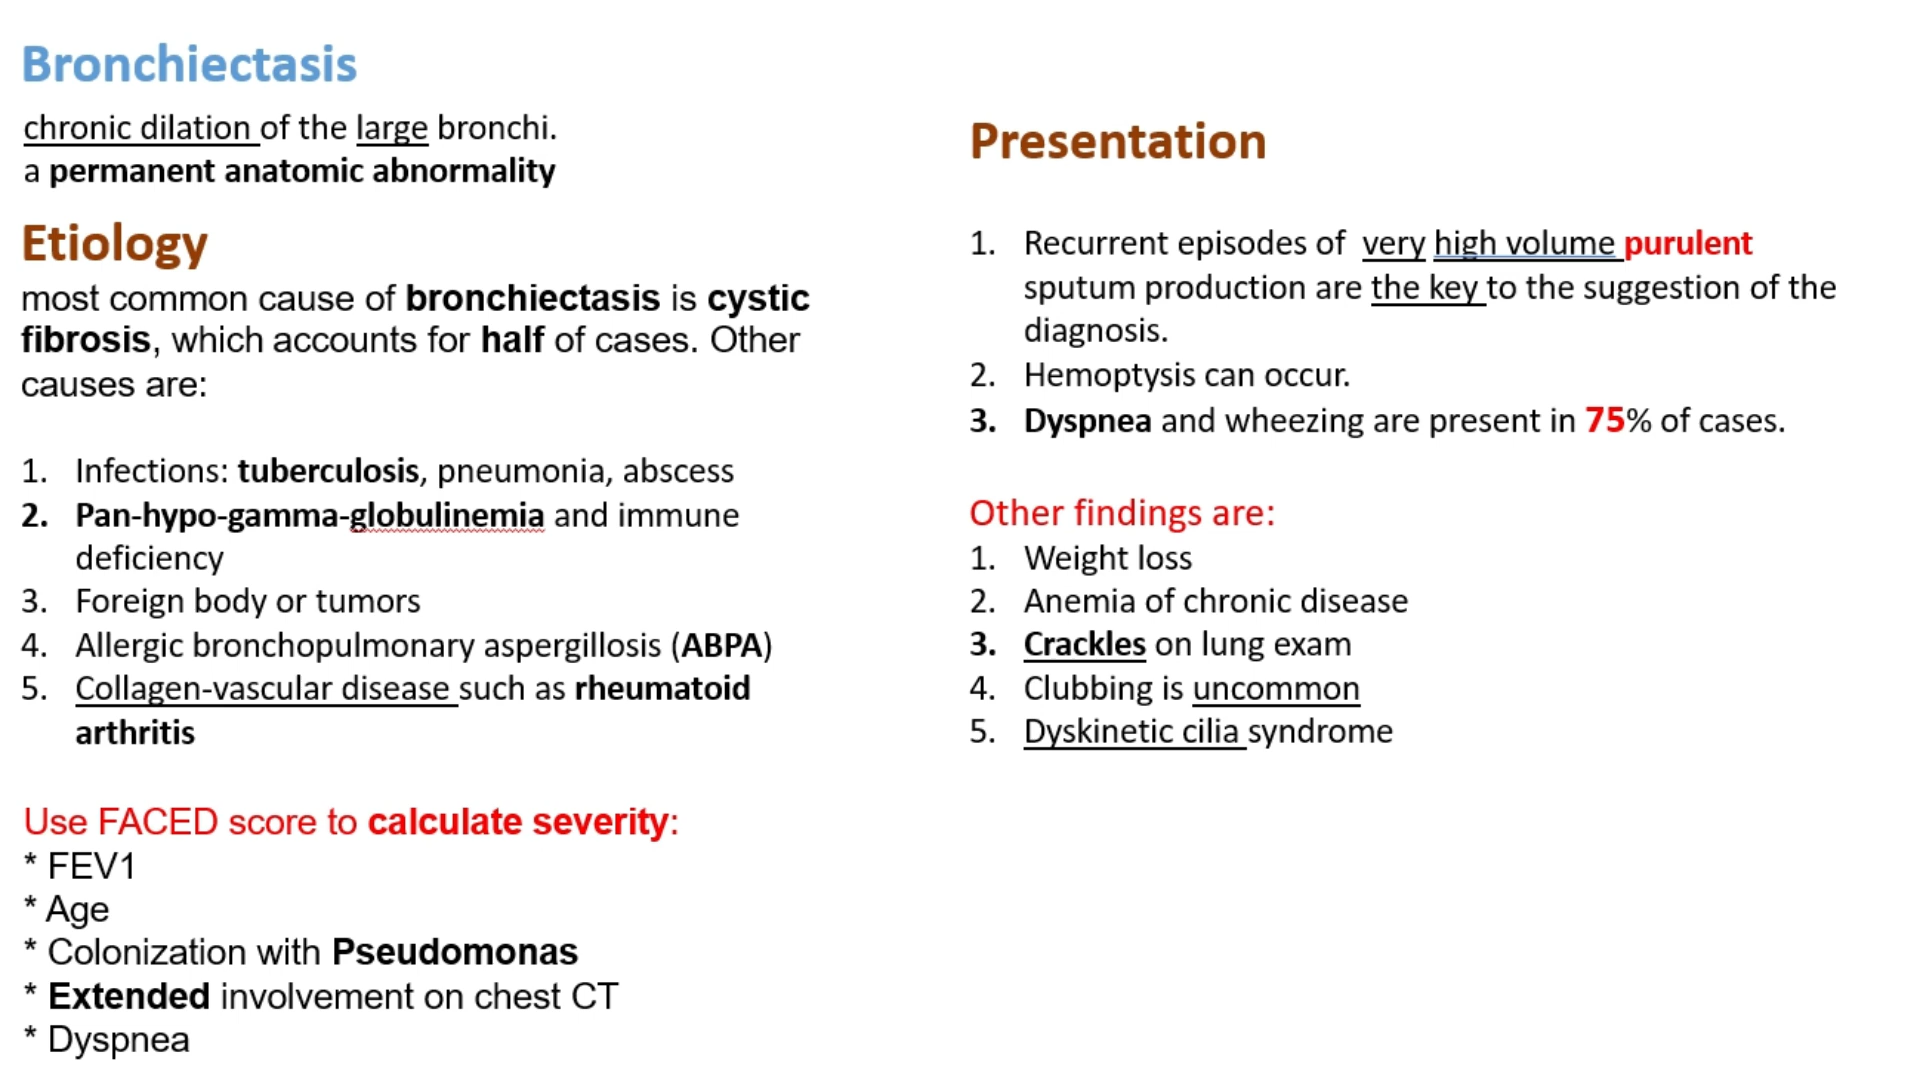 Bronchiectasis
chronic dilation of the large bronchi.
a permanent anatomic abnormality
Etiology
most common cause of bronchiectasis is cystic
fibrosis, which accounts for half of cases. Other
causes are:
1. Infections: tuberculosis, pneumonia, abscess
2. Pan-hypo-gamma-globulinemia and immune
deficiency
3. Foreign body or tumors
4. Allergic bronchopulmonary aspergillosis (ABPA)
5. Collagen-vascular disease such as rheumatoid
arthritis
Use FACED score to calculate severity:
* FEV1
* Age
* Colonization with Pseudomonas
* Extended involvement on chest CT
* Dyspnea
Presentation
1. Recurrent episodes of very high volume purulent
sputum production are the key to the suggestion of the
diagnosis.
2. Hemoptysis can occur.
3. Dyspnea and wheezing are present in 75% of cases.
Other findings are:
1. Weight loss
2. Anemia of chronic disease
3. Crackles on lung exam
4. Clubbing is uncommon
5. Dyskinetic cilia syndrome